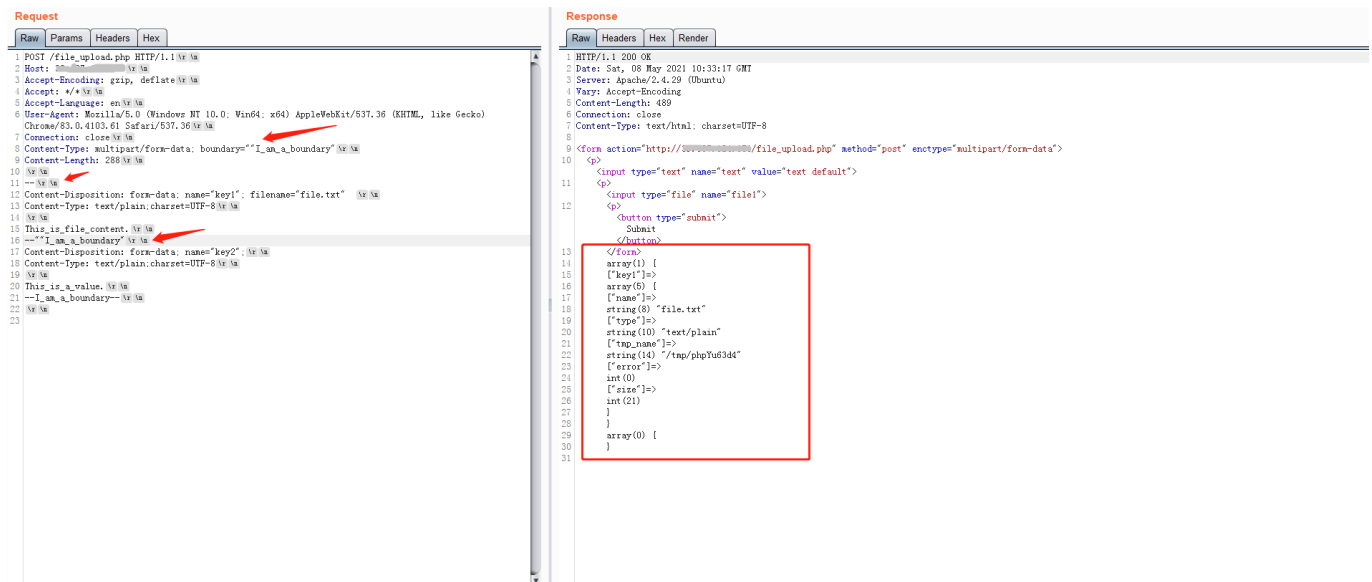 Request
Raw Params Headers Hex
1 POST /file_upload.php HTTP/1.1 \r \n
2 Host: \r \n
3 Accept-Encoding: gzip, deflate \r \n
4 Accept: */* \r \n
5 Accept-Language: en \r \n
6 User-Agent: Mozilla/5.0 (Windows NT 10.0; Win64; x64) AppleWebKit/537.36 (KHTML, like Gecko)
Chrome/83.0.4103.61 Safari/537.36 \r \n
7 Connection: close \r \n
8 Content-Type: multipart/form-data; boundary=""I_am_a_boundary" \r \n
9 Content-Length: 288 \r \n
10 \r \n
11 -- \r \n
12 Content-Disposition: form-data; name="key1"; filename="file.txt" \r \n
13 Content-Type: text/plain;charset=UTF-8 \r \n
14 \r \n
15 This_is_file_content. \r \n
16 --""I_am_a_boundary" \r \n
17 Content-Disposition: form-data; name="key2"; \r \n
18 Content-Type: text/plain;charset=UTF-8 \r \n
19 \r \n
20 This_is_a_value. \r \n
21 --I_am_a_boundary-- \r \n
22 \r \n
23
Response
Raw Headers Hex Render
1 HTTP/1.1 200 OK
2 Date: Sat, 08 May 2021 10:33:17 GMT
3 Server: Apache/2.4.29 (Ubuntu)
4 Vary: Accept-Encoding
5 Content-Length: 489
6 Connection: close
7 Content-Type: text/html; charset=UTF-8
8
9 <form action="http:// /file_upload.php" method="post" enctype="multipart/form-data">
10 <p>
<input type="text" name="text" value="text default">
11 <p>
<input type="file" name="file1">
12 <p>
<button type="submit">
Submit
</button>
13 </form>
14 array(1) {
15 ["key1"]=>
16 array(5) {
17 ["name"]=>
18 string(8) "file.txt"
19 ["type"]=>
20 string(10) "text/plain"
21 ["tmp_name"]=>
22 string(14) "/tmp/phpYu63d4"
23 ["error"]=>
24 int(0)
25 ["size"]=>
26 int(21)
27 }
28 }
29 array(0) {
30 }
31